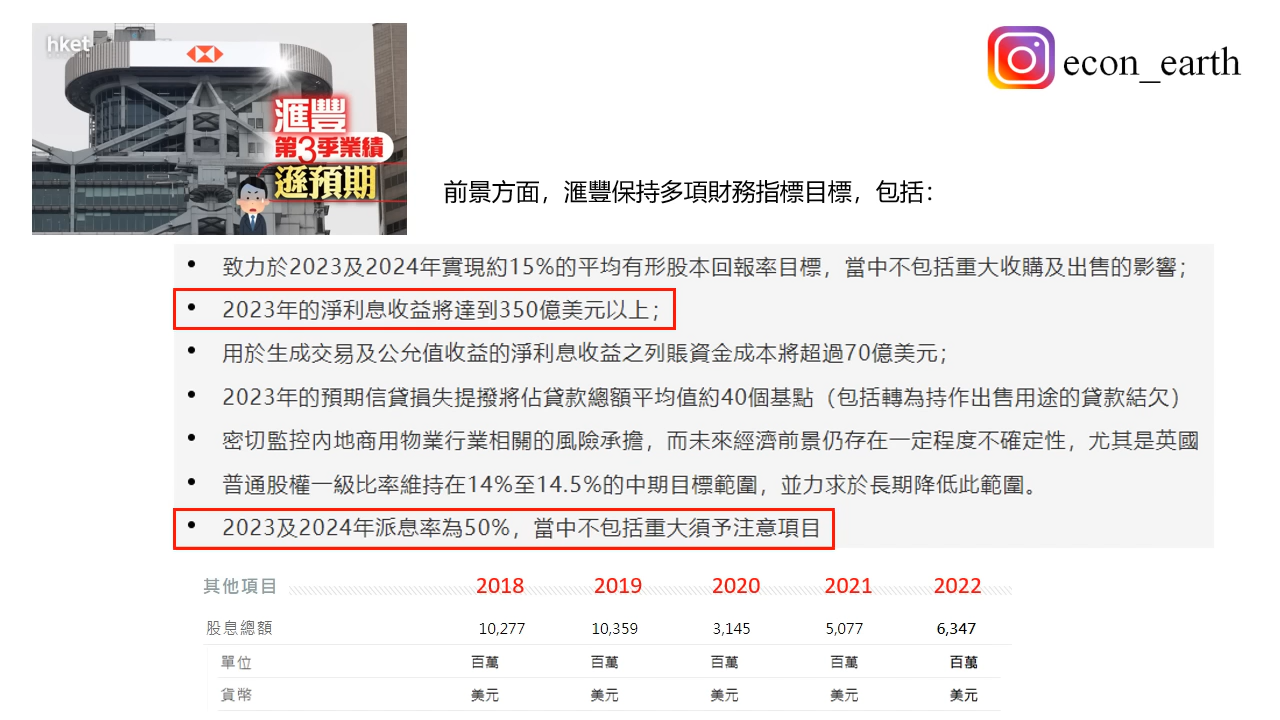 hket
滙豐
第3季業績
遜預期
econ_earth
前景方面，滙豐保持多項財務指標目標，包括：
• 致力於2023及2024年實現約15%的平均有形股本回報率目標，當中不包括重大收購及出售的影響；
• 2023年的淨利息收益將達到350億美元以上；
• 用於生成交易及公允值收益的淨利息收益之列賬資金成本將超過70億美元；
• 2023年的預期信貸損失提撥將佔貸款總額平均值約40個基點（包括轉為持作出售用途的貸款結欠）
• 密切監控內地商用物業行業相關的風險承擔，而未來經濟前景仍存在一定程度不確定性，尤其是英國
• 普通股權一級比率維持在14%至14.5%的中期目標範圍，並力求於長期降低此範圍。
• 2023及2024年派息率為50%，當中不包括重大須予注意項目
其他項目 2018 2019 2020 2021 2022
股息總額 10,277 10,359 3,145 5,077 6,347
單位 百萬 百萬 百萬 百萬 百萬
貨幣 美元 美元 美元 美元 美元